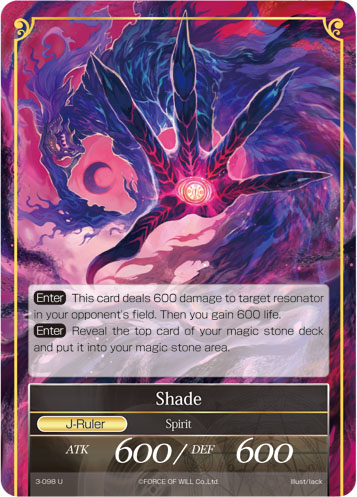 Enter This card deals 600 damage to target resonator
in your opponent's field. Then you gain 600 life.
Enter Reveal the top card of your magic stone deck
and put it into your magic stone area.
Shade
J-Ruler Spirit
ATK 600/ DEF 600
3-098 U ©FORCE OF WILL Co.,Ltd. Illust/lack